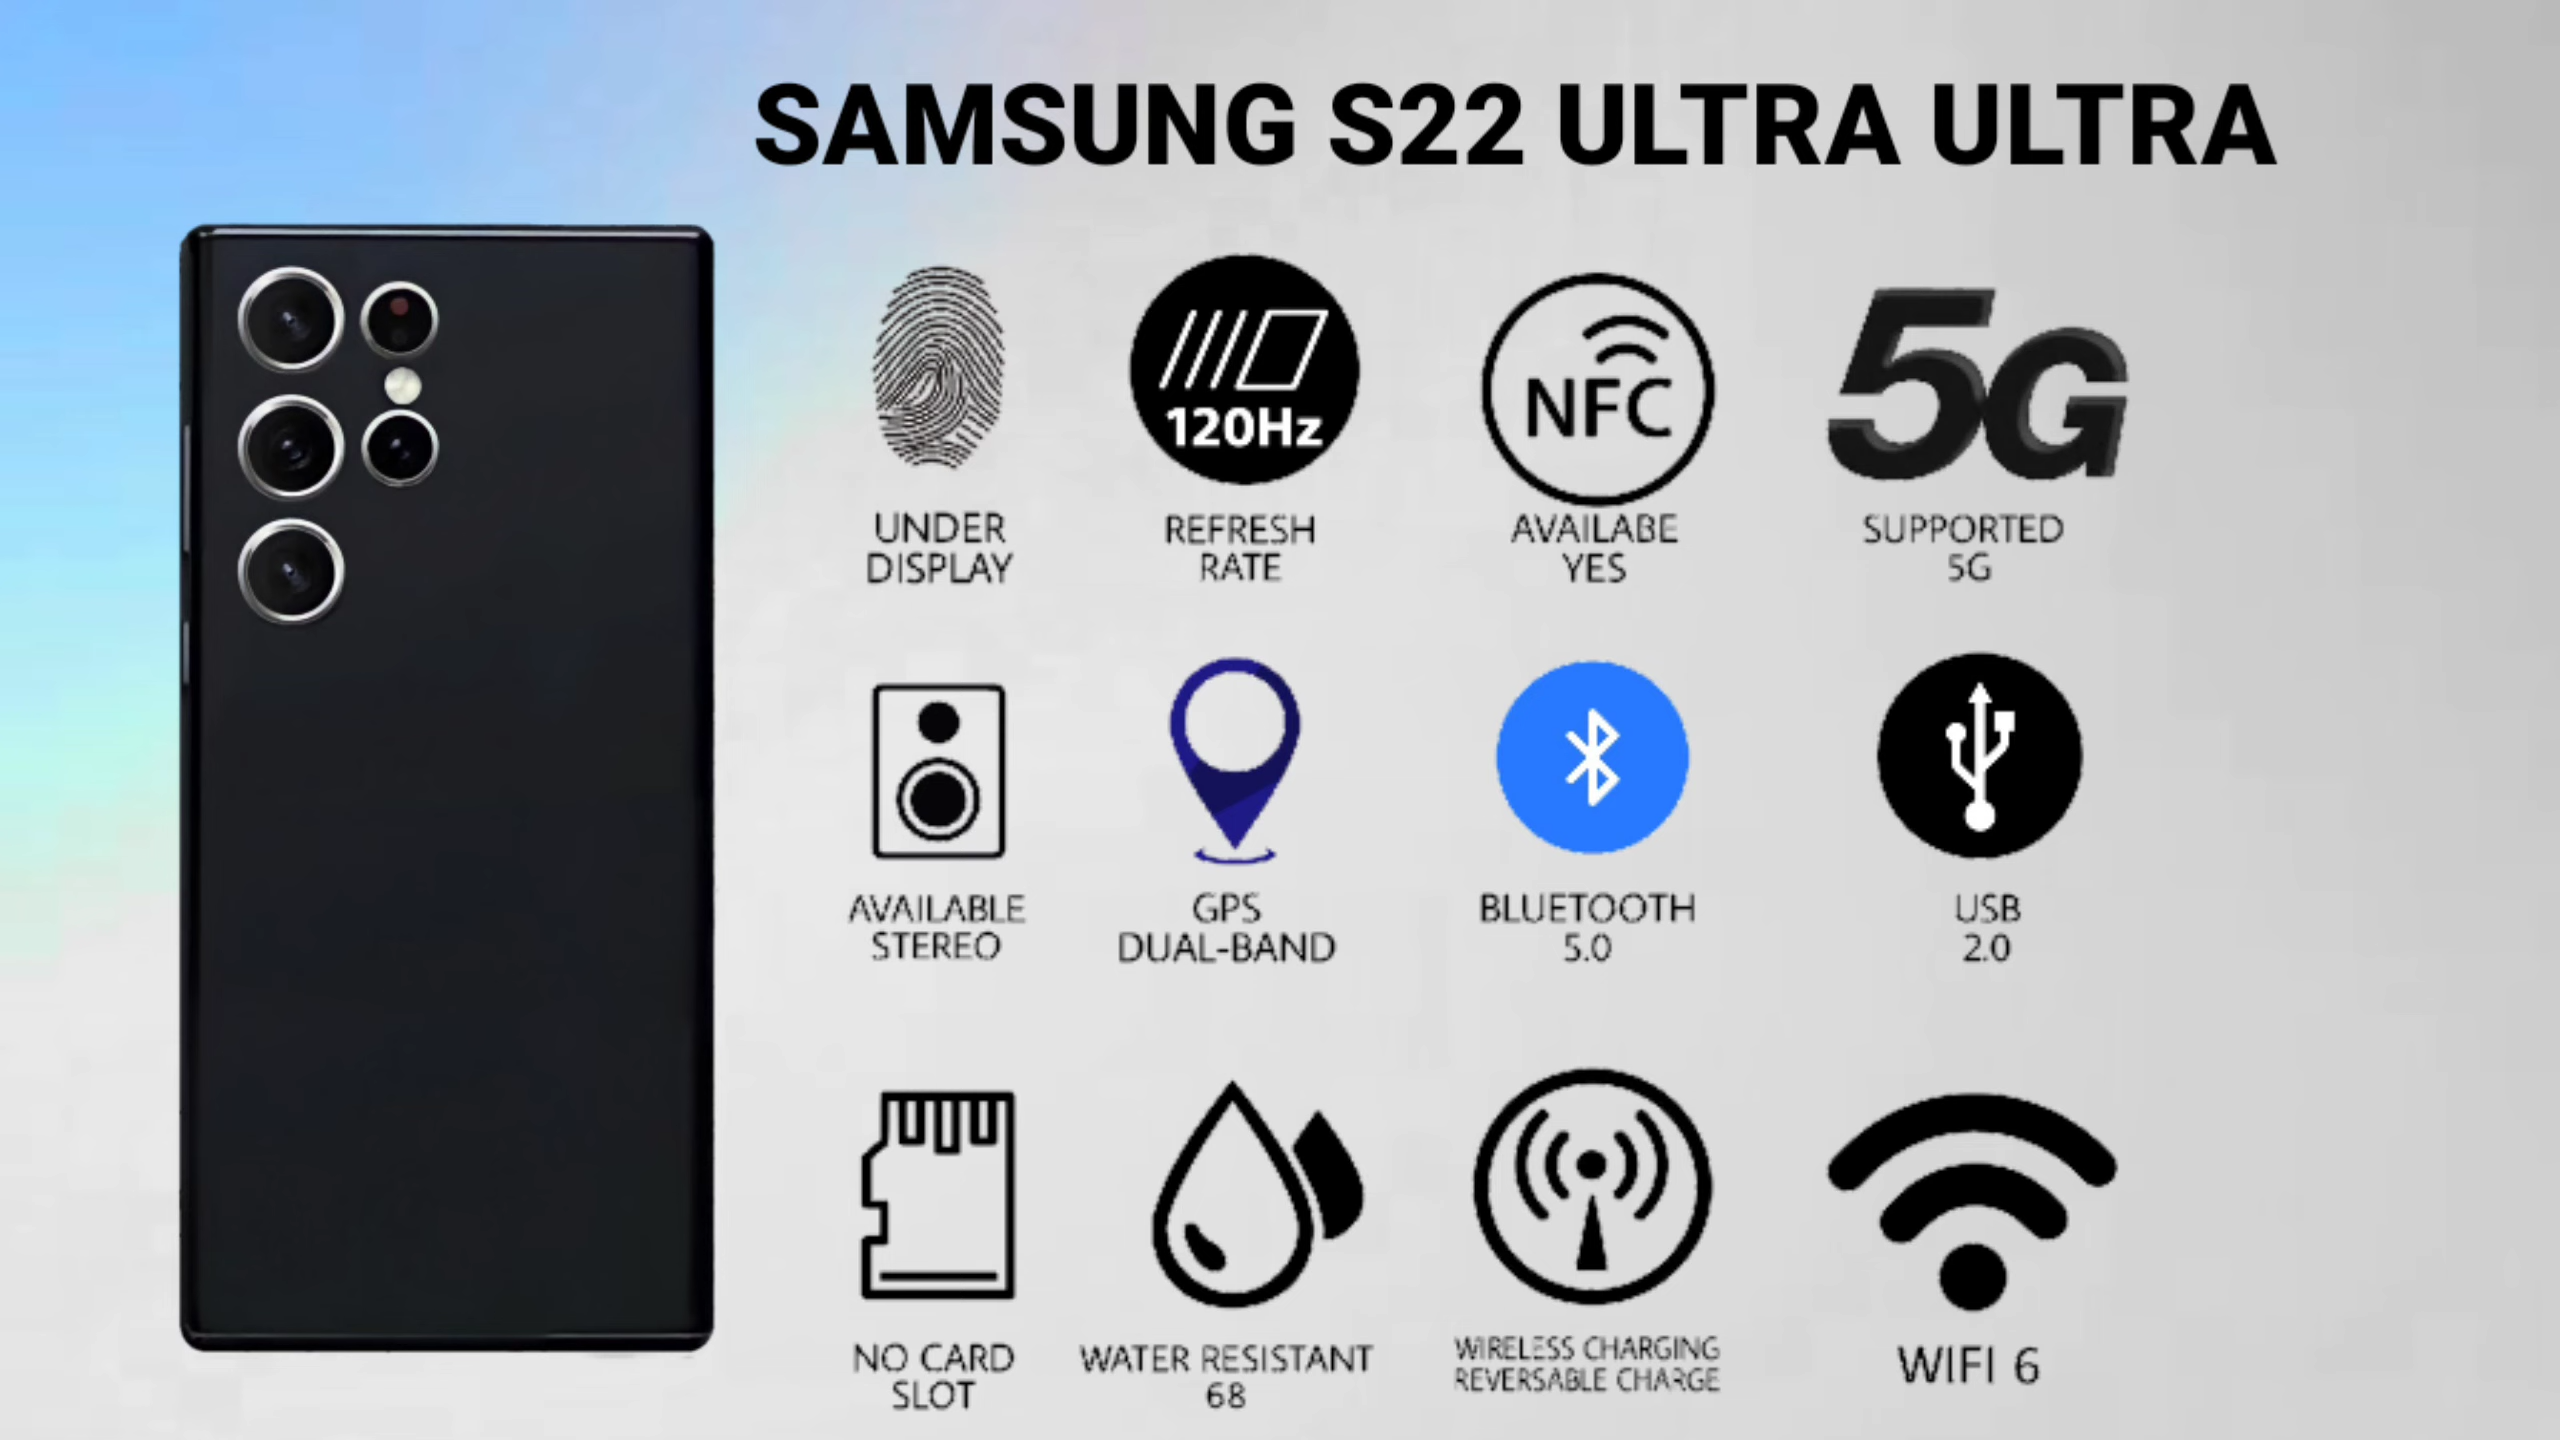 SAMSUNG S22 ULTRA ULTRA
120Hz
NFC
5G
UNDER
DISPLAY
REFRESH
RATE
AVAILABE
YES
SUPPORTED
5G
AVAILABLE
STEREO
GPS
DUAL-BAND
BLUETOOTH
5.0
USB
2.0
NO CARD
SLOT
WATER RESISTANT
68
WIRELESS CHARGING
REVERSABLE CHARGE
WIFI 6